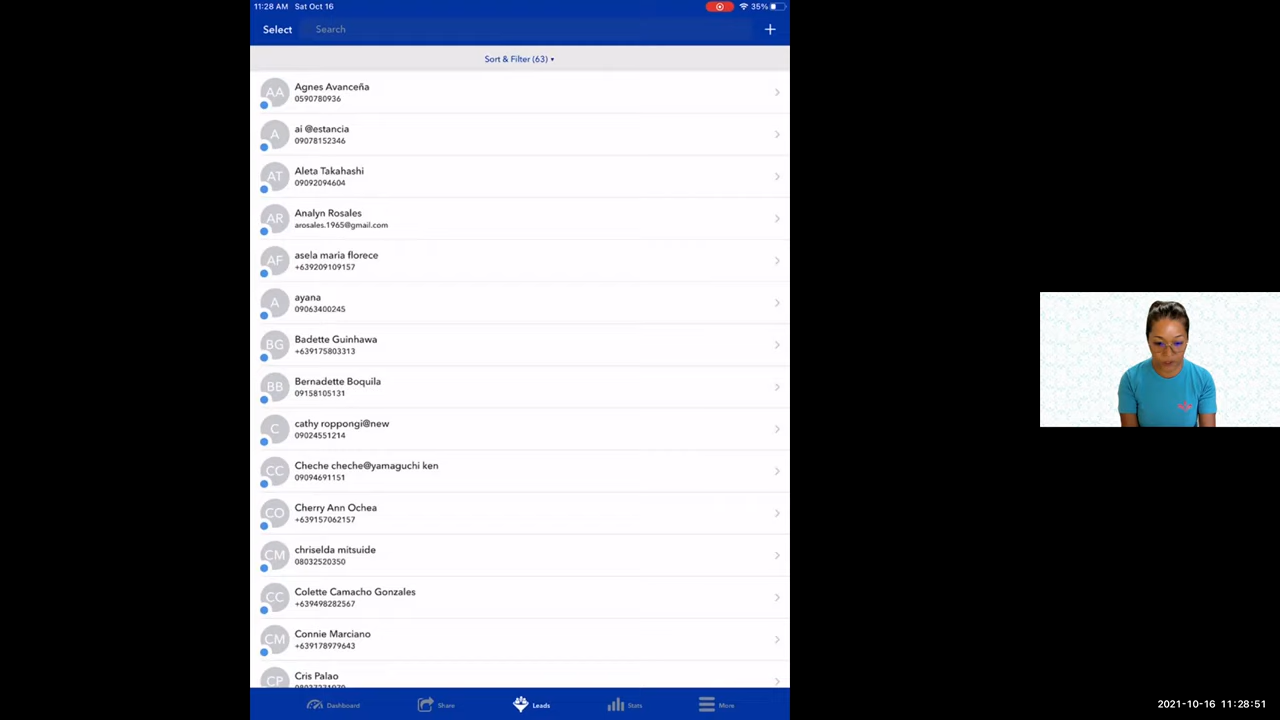 11:28 AM Sat Oct 16
35%
Select
Search
+
Sort & Filter (63)
AA
Agnes Avanceña
0590780936
A
ai @estancia
09078152346
AT
Aleta Takahashi
09092094604
AR
Analyn Rosales
arosales.1965@gmail.com
AF
asela maria florece
+639209109157
A
ayana
09063400245
BG
Badette Guinhawa
+639175803313
BB
Bernadette Boquila
09158105131
C
cathy roppongi@new
09024551214
CC
Cheche cheche@yamaguchi ken
09094691151
CO
Cherry Ann Ochea
+639157062157
CM
chriselda mitsuide
08032520350
CC
Colette Camacho Gonzales
+639498282567
CM
Connie Marciano
+639178979643
CP
Cris Palao
Dashboard
Share
Leads
Stats
More
2021-10-16 11:28:51